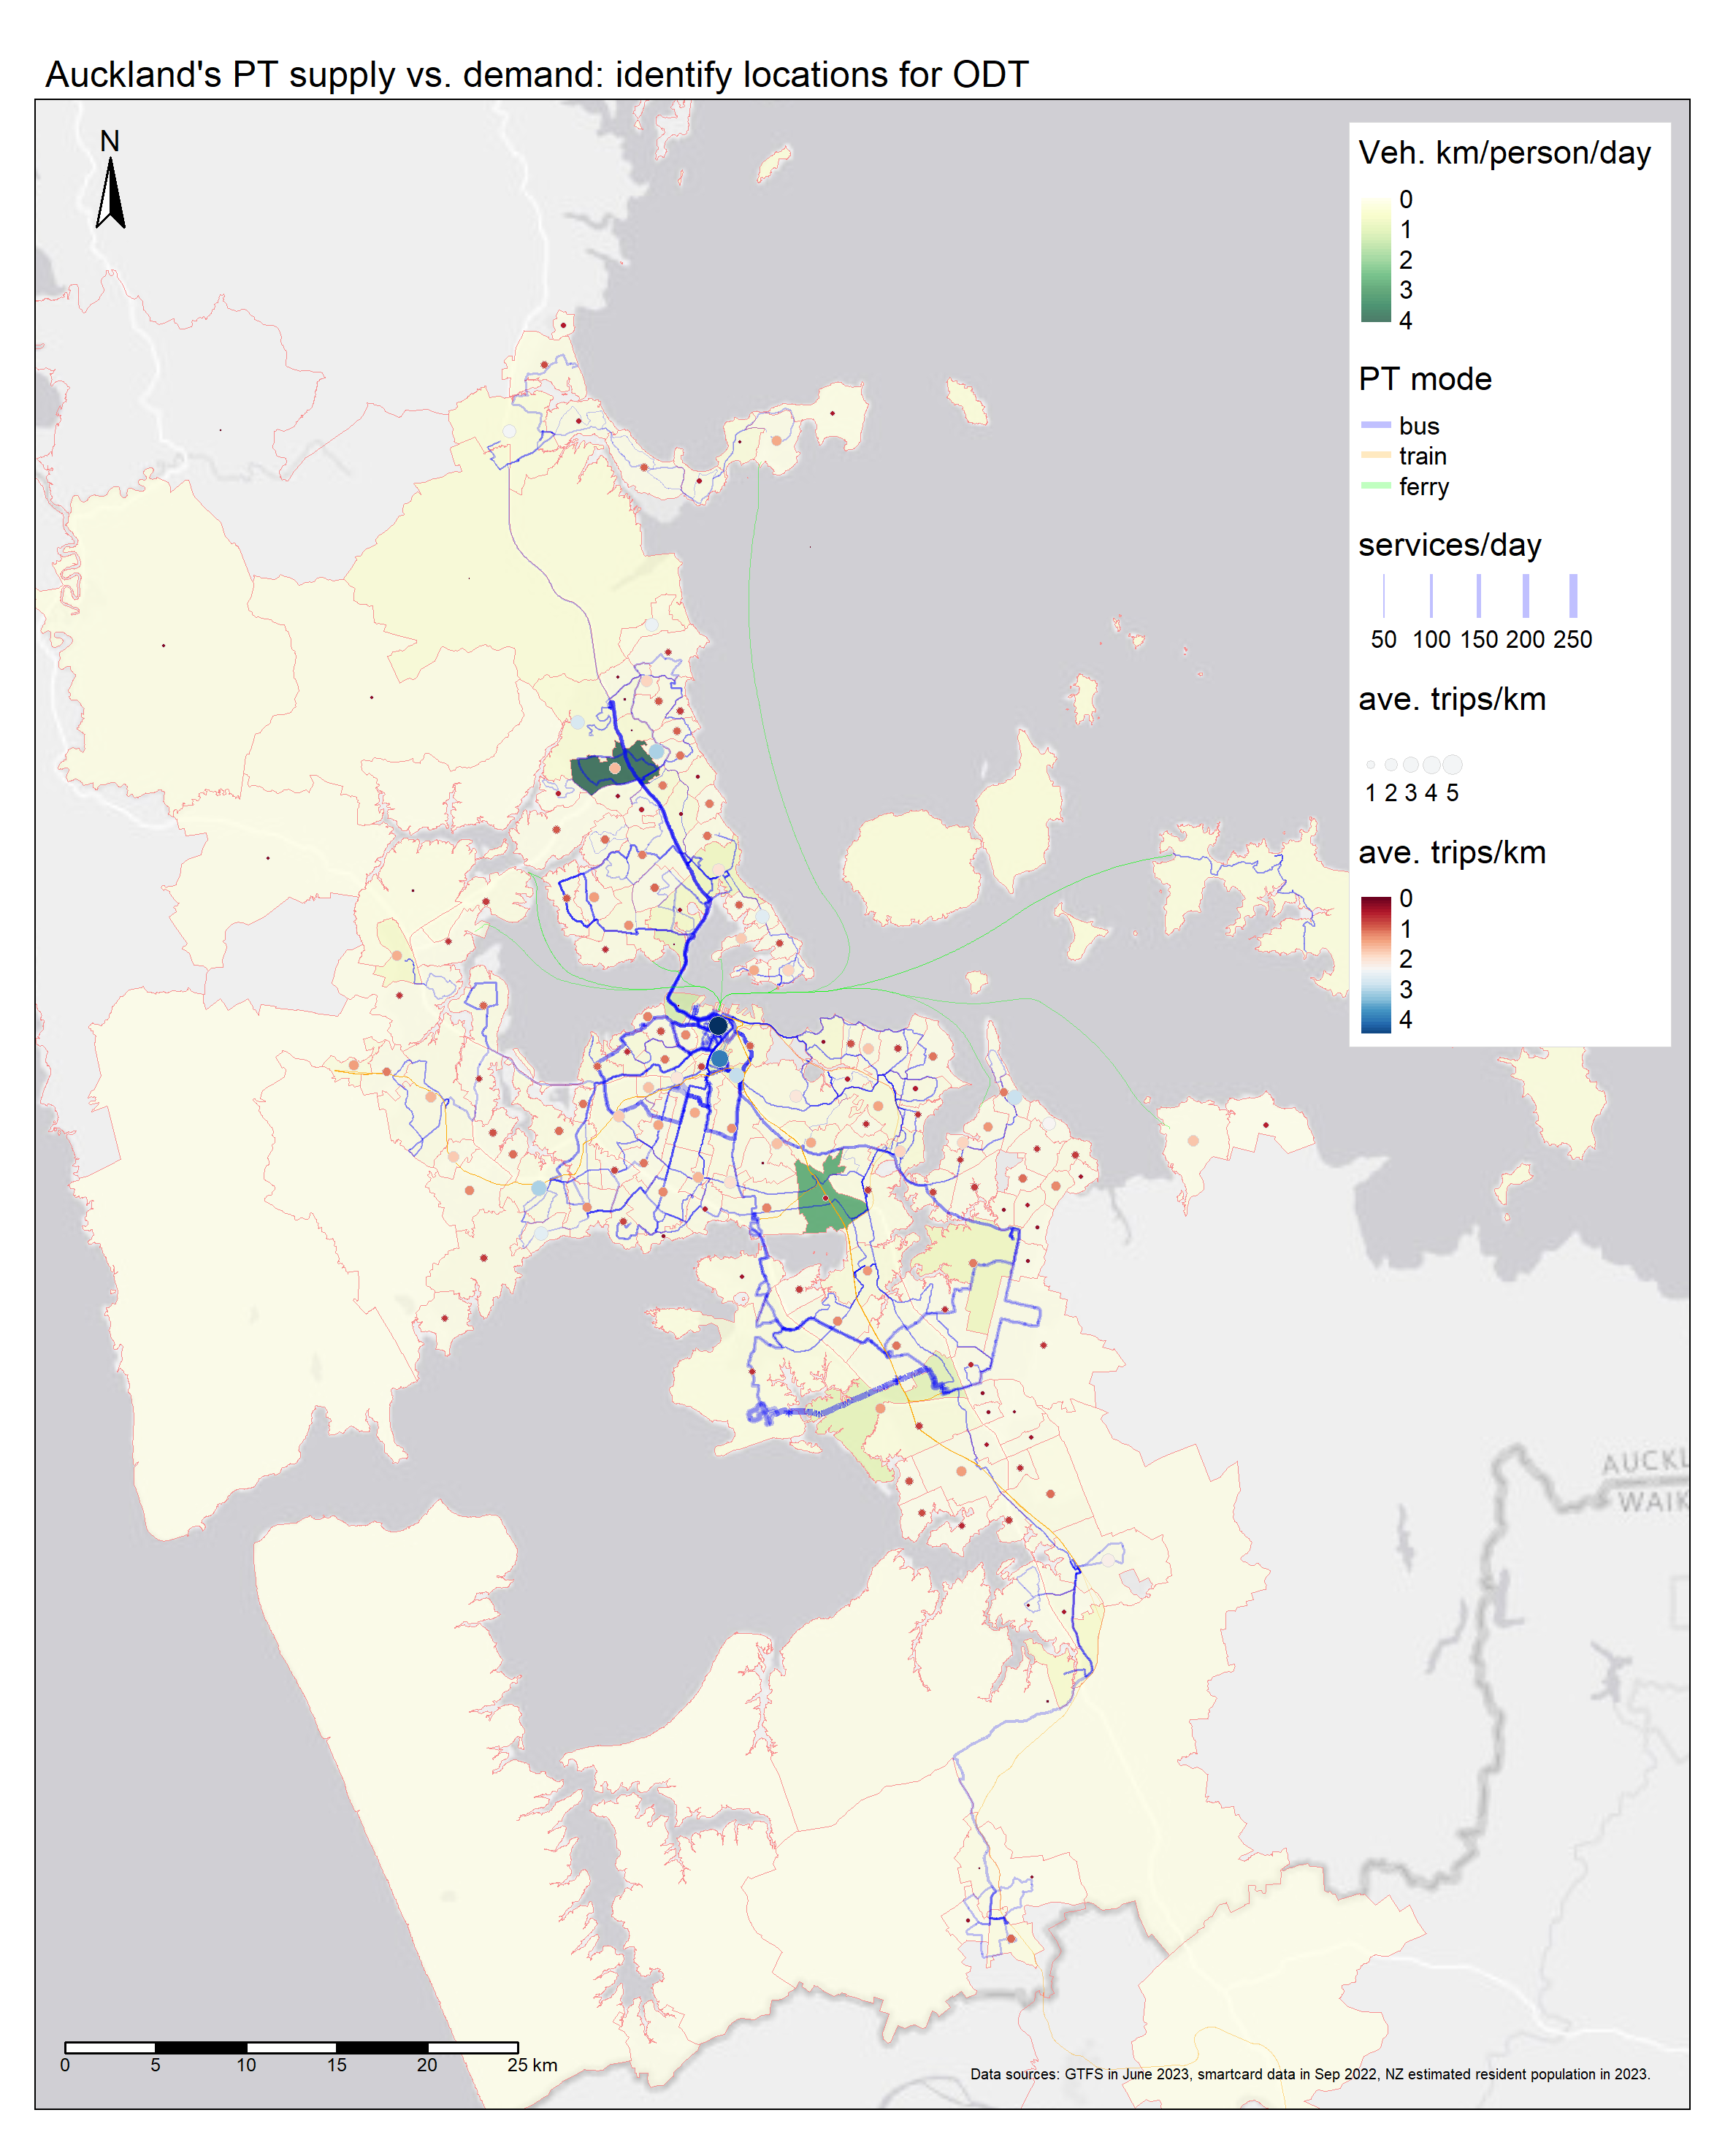 Auckland's PT supply vs. demand: identify locations for ODT
N
Veh. km/person/day
0
1
2
3
4
PT mode
bus
train
ferry
services/day
50 100 150 200 250
ave. trips/km
1 2 3 4 5
ave. trips/km
0
1
2
3
4
AUCKL
WAIK
0 5 10 15 20 25 km
Data sources: GTFS in June 2023, smartcard data in Sep 2022, NZ estimated resident population in 2023.